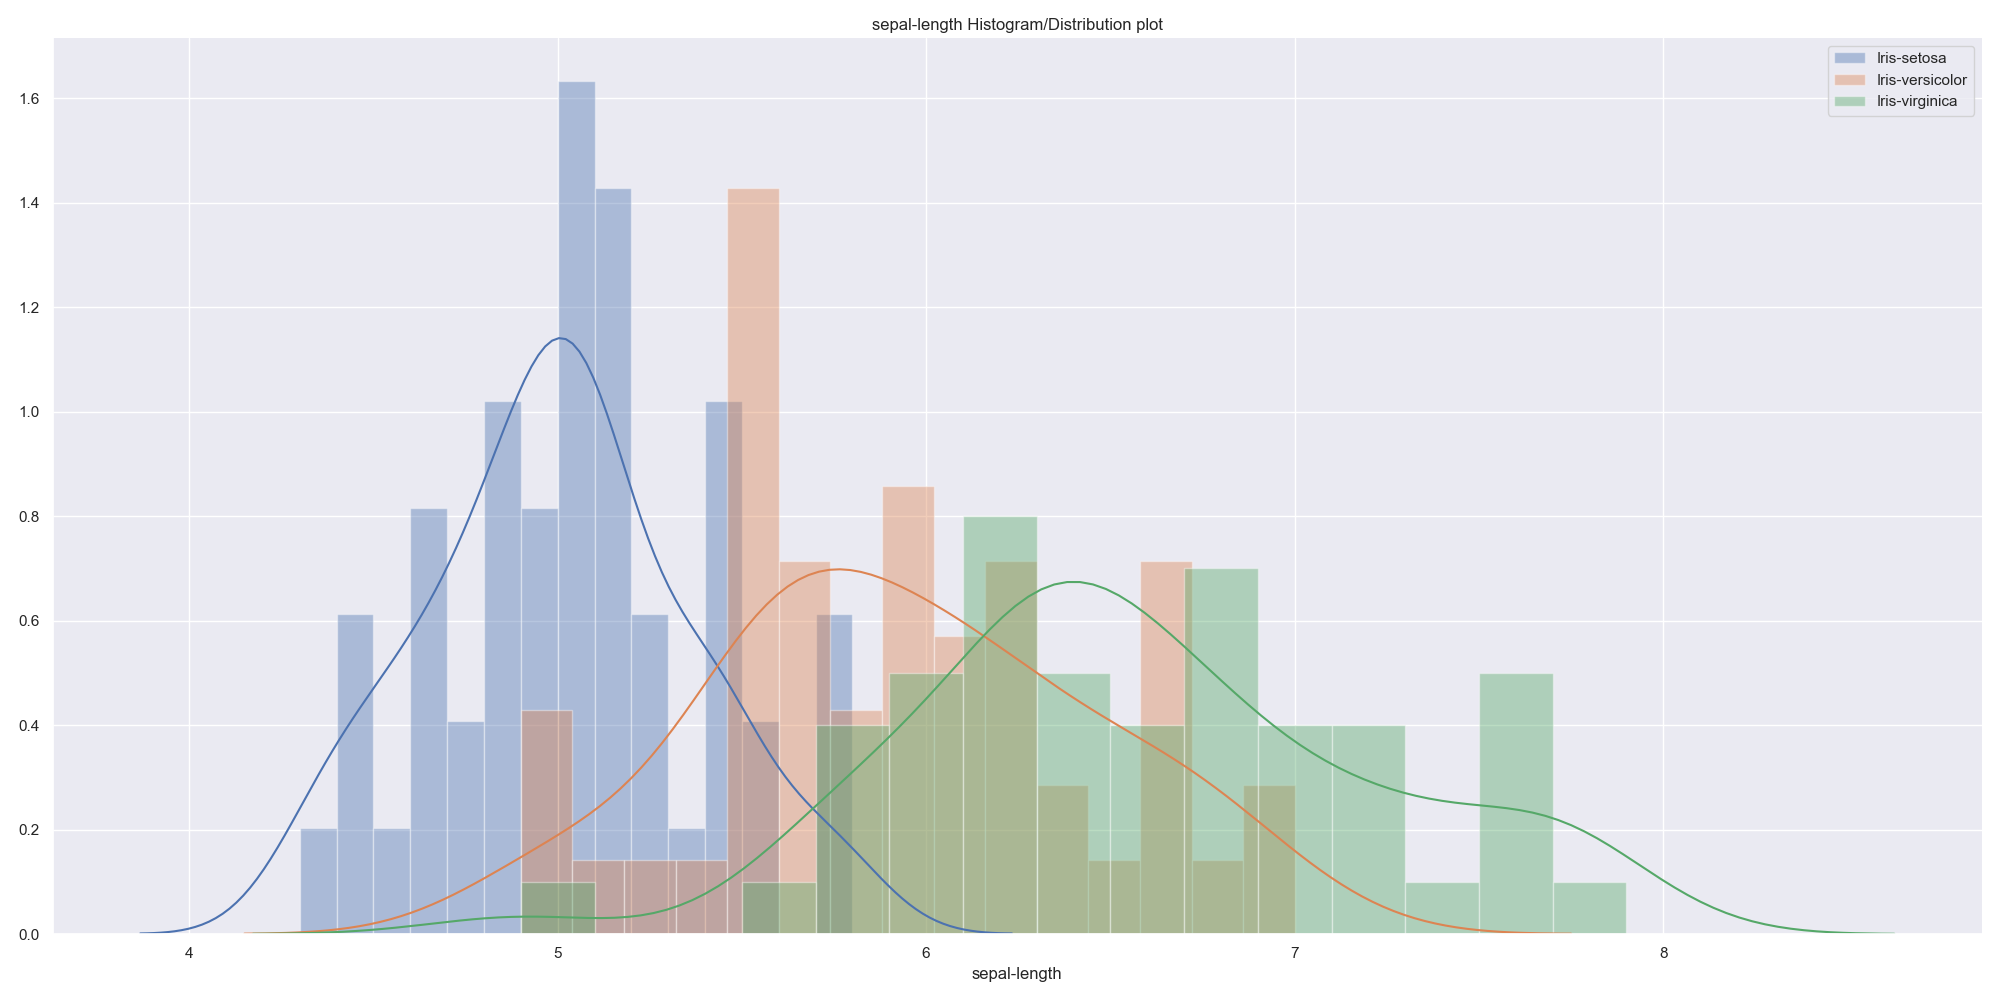 sepal-length Histogram/Distribution plot
Iris-setosa
Iris-versicolor
Iris-virginica
1.6
1.4
1.2
1.0
0.8
0.6
0.4
0.2
0.0
4 5 6 7 8
sepal-length